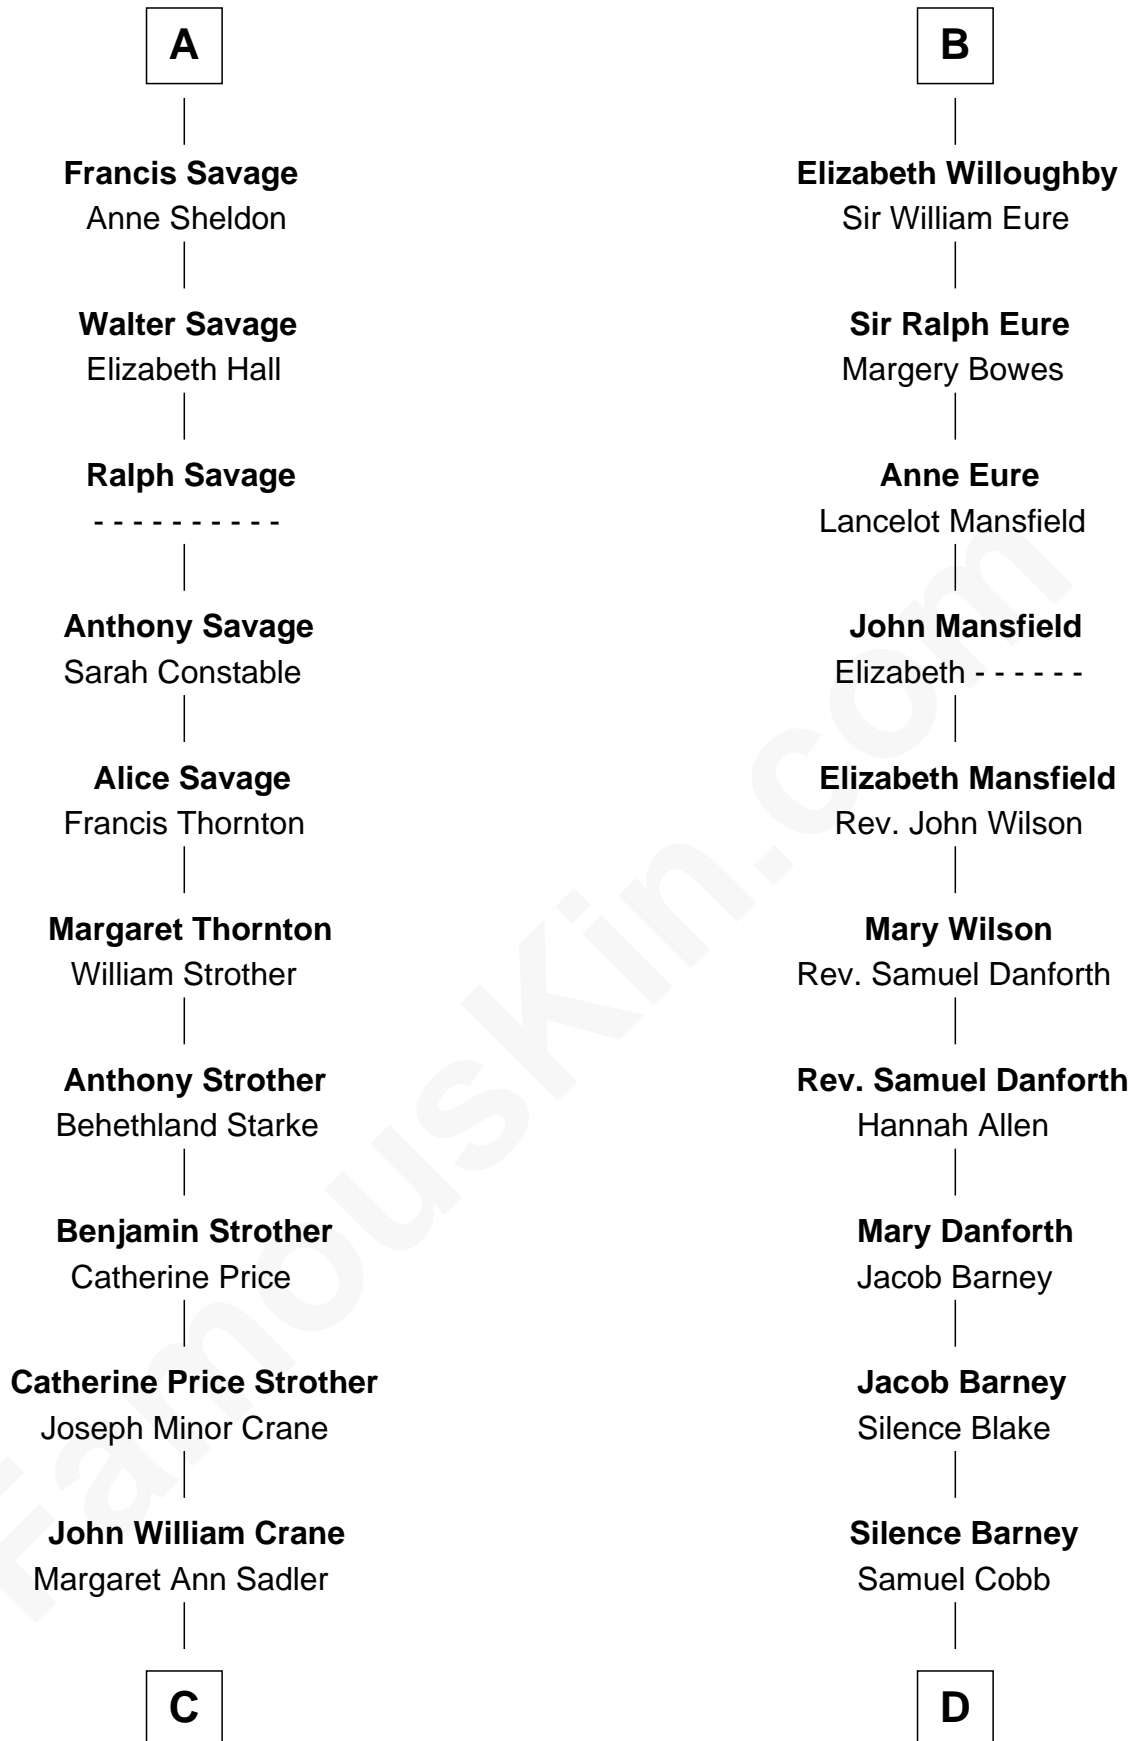 A
Francis Savage
Anne Sheldon
Walter Savage
Elizabeth Hall
Ralph Savage
- - - - - - - - - -
Anthony Savage
Sarah Constable
Alice Savage
Francis Thornton
Margaret Thornton
William Strother
Anthony Strother
Behethland Starke
Benjamin Strother
Catherine Price
Catherine Price Strother
Joseph Minor Crane
John William Crane
Margaret Ann Sadler
C
B
Elizabeth Willoughby
Sir William Eure
Sir Ralph Eure
Margery Bowes
Anne Eure
Lancelot Mansfield
John Mansfield
Elizabeth - - - - - -
Elizabeth Mansfield
Rev. John Wilson
Mary Wilson
Rev. Samuel Danforth
Rev. Samuel Danforth
Hannah Allen
Mary Danforth
Jacob Barney
Jacob Barney
Silence Blake
Silence Barney
Samuel Cobb
D
FamousKin.com